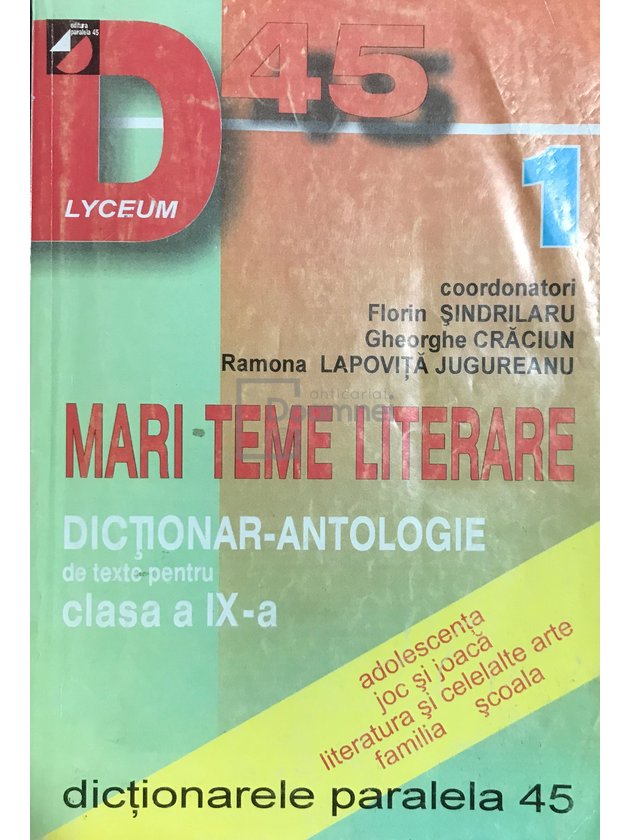 editura
paralela 45
D 45
LYCEUM
1
coordonatori
Florin ŞINDRILARU
Gheorghe CRĂCIUN
Ramona LAPOVIŢĂ JUGUREANU
anticariat
MARI TEME LITERARE
DICŢIONAR-ANTOLOGIE
de texte pentru
clasa a IX-a
adolescenţa
joc şi joacă
literatura şi celelalte arte
familia şcoala
dicţionarele paralela 45